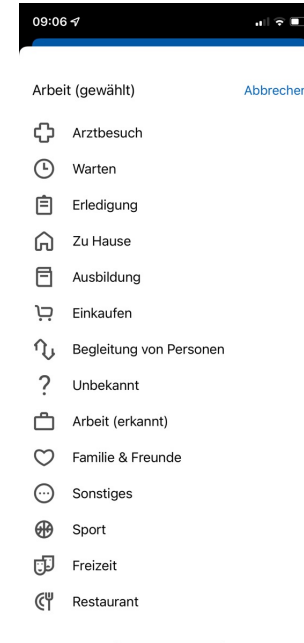 09:06
Arbeit (gewählt)
Abbrechen
Arztbesuch
Warten
Erledigung
Zu Hause
Ausbildung
Einkaufen
Begleitung von Personen
? Unbekannt
Arbeit (erkannt)
Familie & Freunde
Sonstiges
Sport
Freizeit
Restaurant